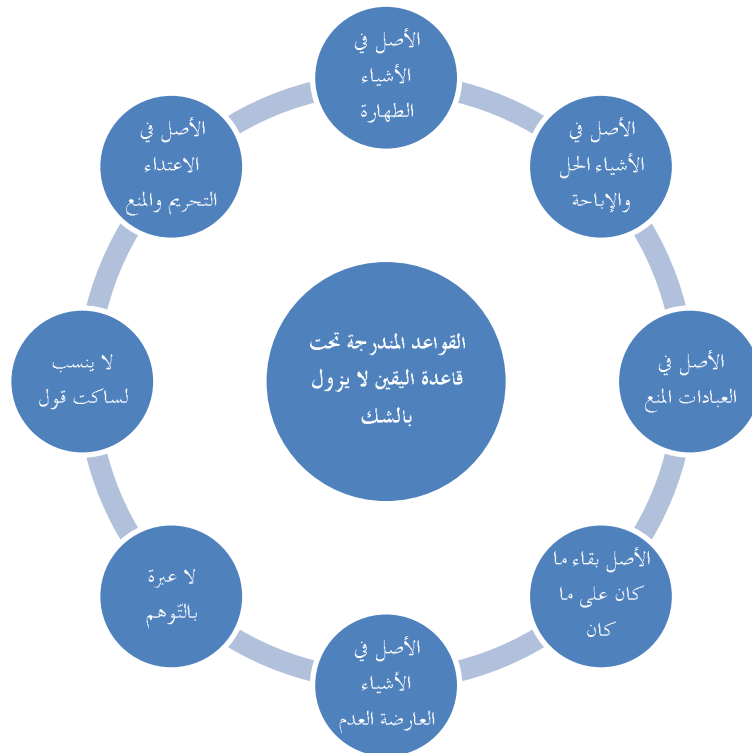 الأصل في
الأشياء
الطهارة
الأصل في
الأشياء الحل
والإباحة
الأصل في
العبادات المنع
الأصل بقاء ما
كان على ما
كان
الأصل في
الأشياء
العارضة العدم
لا عبرة
بالتّوهم
لا ينسب
لساكت قول
الأصل في
الاعتداء
التحريم والمنع
القواعد المندرجة تحت
قاعدة اليقين لا يزول
بالشك